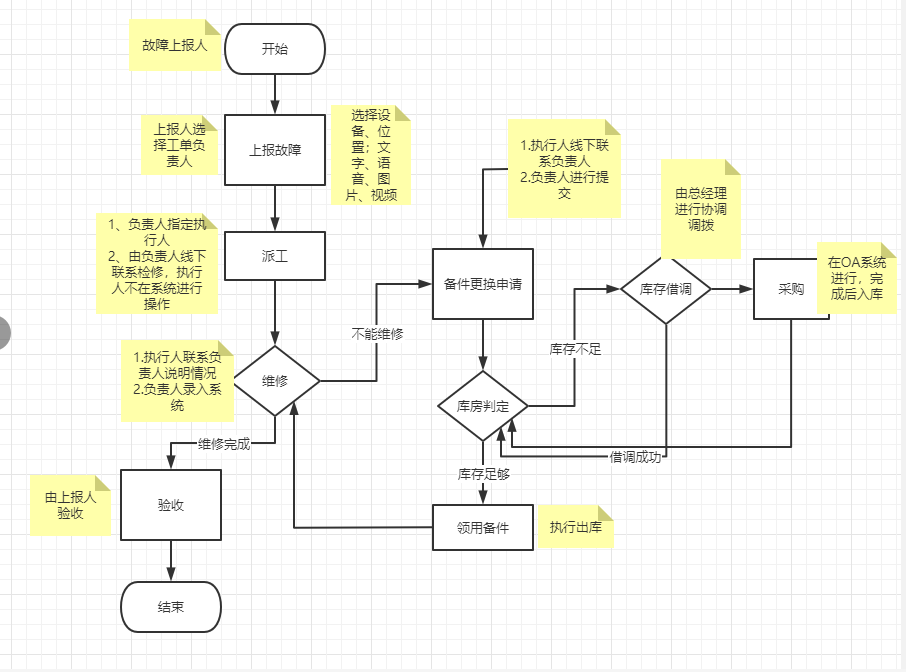 故障上报人
开始
上报人选
择工单负
责人
上报故障
选择设
备、位
置；文
字、语
音、图
片、视频
1、负责人指定执
行人
2、由负责人线下
联系检修，执行
人不在系统进行
操作
派工
1.执行人线下联
系负责人
2.负责人进行提
交
由总经理
进行协调
调拨
备件更换申请
库存借调
采购
在OA系统
进行，完
成后入库
不能维修
库存不足
1.执行人联系负
责人说明情况
2.负责人录入系
统
维修
库房判定
维修完成
借调成功
库存足够
由上报人
验收
验收
领用备件
执行出库
结束